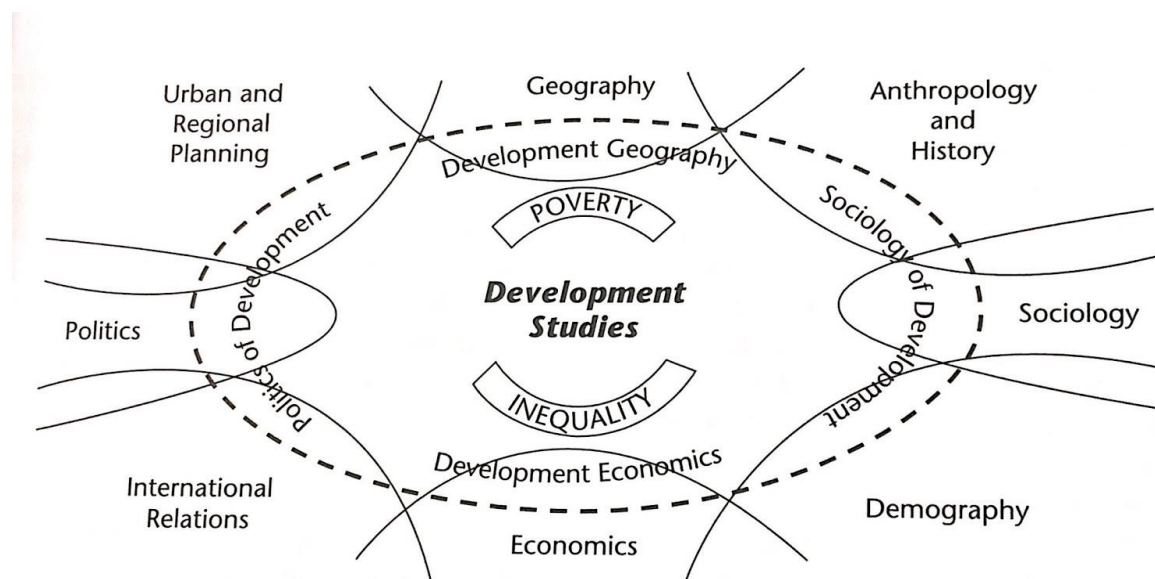 Urban and
Regional
Planning
Geography
Anthropology
and
History
Development Geography
POVERTY
Politics of Development
Sociology of Development
Development
Studies
Politics
Sociology
INEQUALITY
Development Economics
International
Relations
Economics
Demography